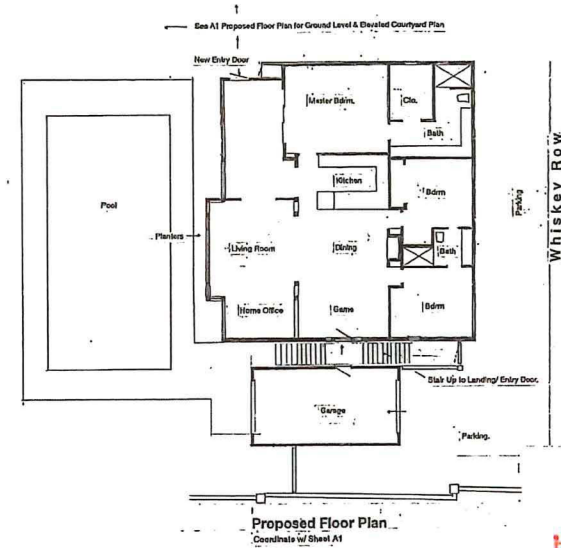 See A1 Proposed Floor Plan for Ground Level & Elevated Courtyard Plan
New Entry Door
Master Bdrm.
Clo.
Bath
Kitchen
Bdrm
Pool
Planters
Living Room
Dining
Bath
Home Office
Game
Bdrm
Parking
Whiskey Row
Stair Up to Landing/ Entry Door.
Garage
Parking.
Proposed Floor Plan
Coordinate w/ Sheet A1